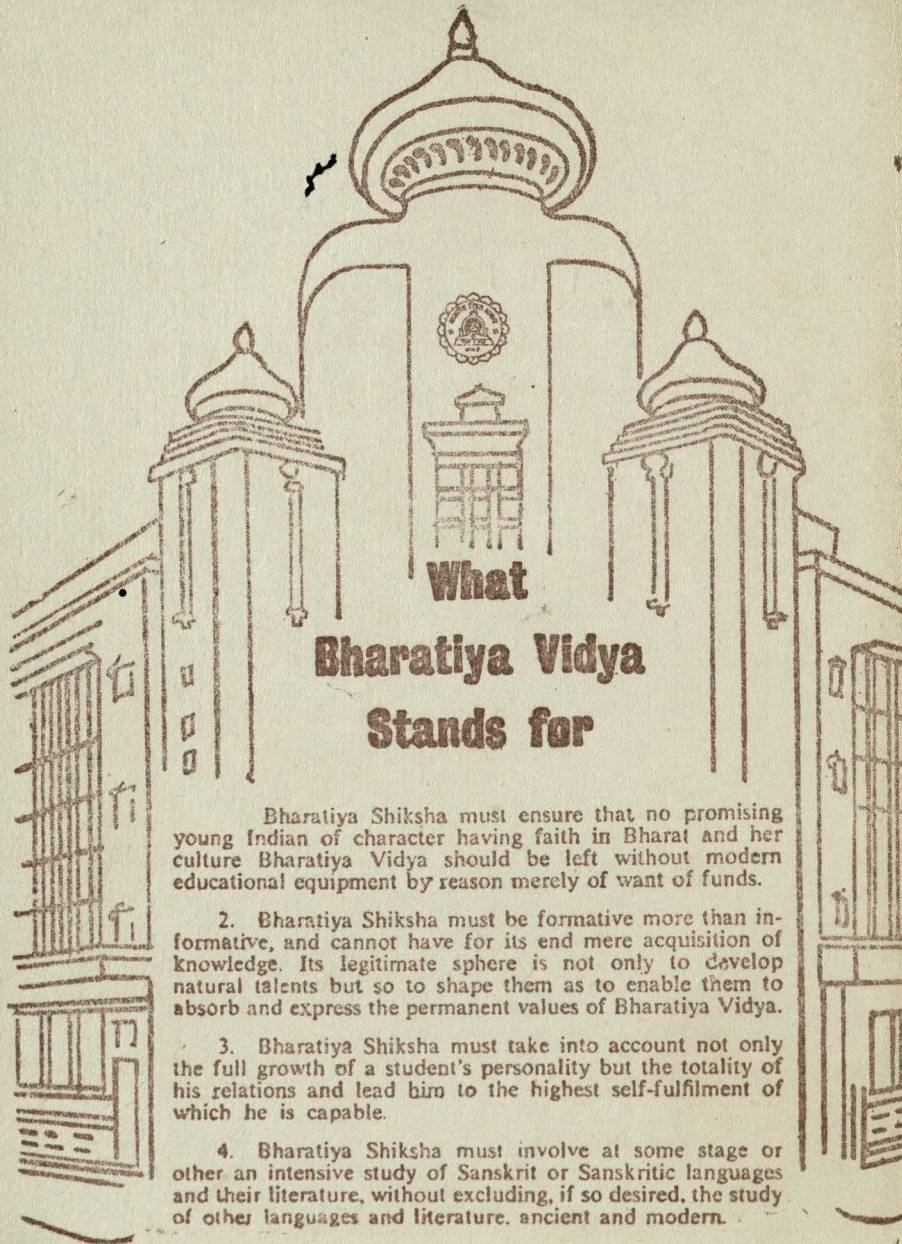 What
Bharatiya Vidya
Stands for
Bharatiya Shiksha must ensure that no promising
young Indian of character having faith in Bharat and her
culture Bharatiya Vidya should be left without modern
educational equipment by reason merely of want of funds.
2. Bharatiya Shiksha must be formative more than in-
formative, and cannot have for its end mere acquisition of
knowledge. Its legitimate sphere is not only to develop
natural talents but so to shape them as to enable them to
absorb and express the permanent values of Bharatiya Vidya.
3. Bharatiya Shiksha must take into account not only
the full growth of a student's personality but the totality of
his relations and lead him to the highest self-fulfilment of
which he is capable.
4. Bharatiya Shiksha must involve at some stage or
other an intensive study of Sanskrit or Sanskritic languages
and their literature, without excluding, if so desired, the study
of other languages and literature. ancient and modern.